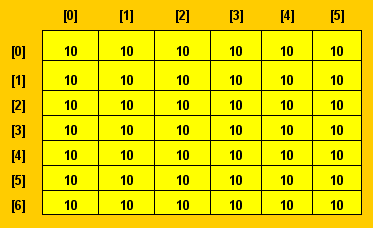 [0] [1] [2] [3] [4] [5]
[0] 10 10 10 10 10 10
[1] 10 10 10 10 10 10
[2] 10 10 10 10 10 10
[3] 10 10 10 10 10 10
[4] 10 10 10 10 10 10
[5] 10 10 10 10 10 10
[6] 10 10 10 10 10 10